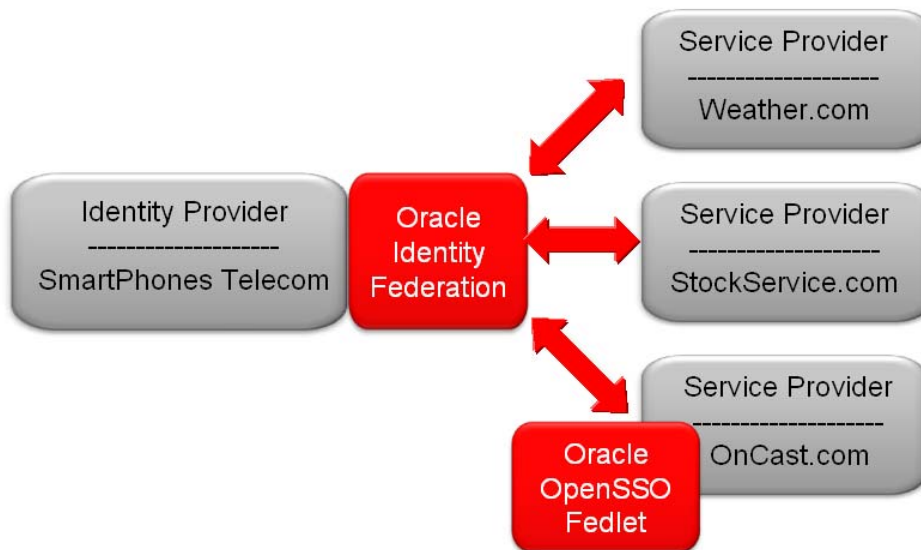 Service Provider
--------------------
Weather.com
Identity Provider
--------------------
SmartPhones Telecom
Oracle
Identity
Federation
Service Provider
--------------------
StockService.com
Service Provider
--------------------
OnCast.com
Oracle
OpenSSO
Fedlet